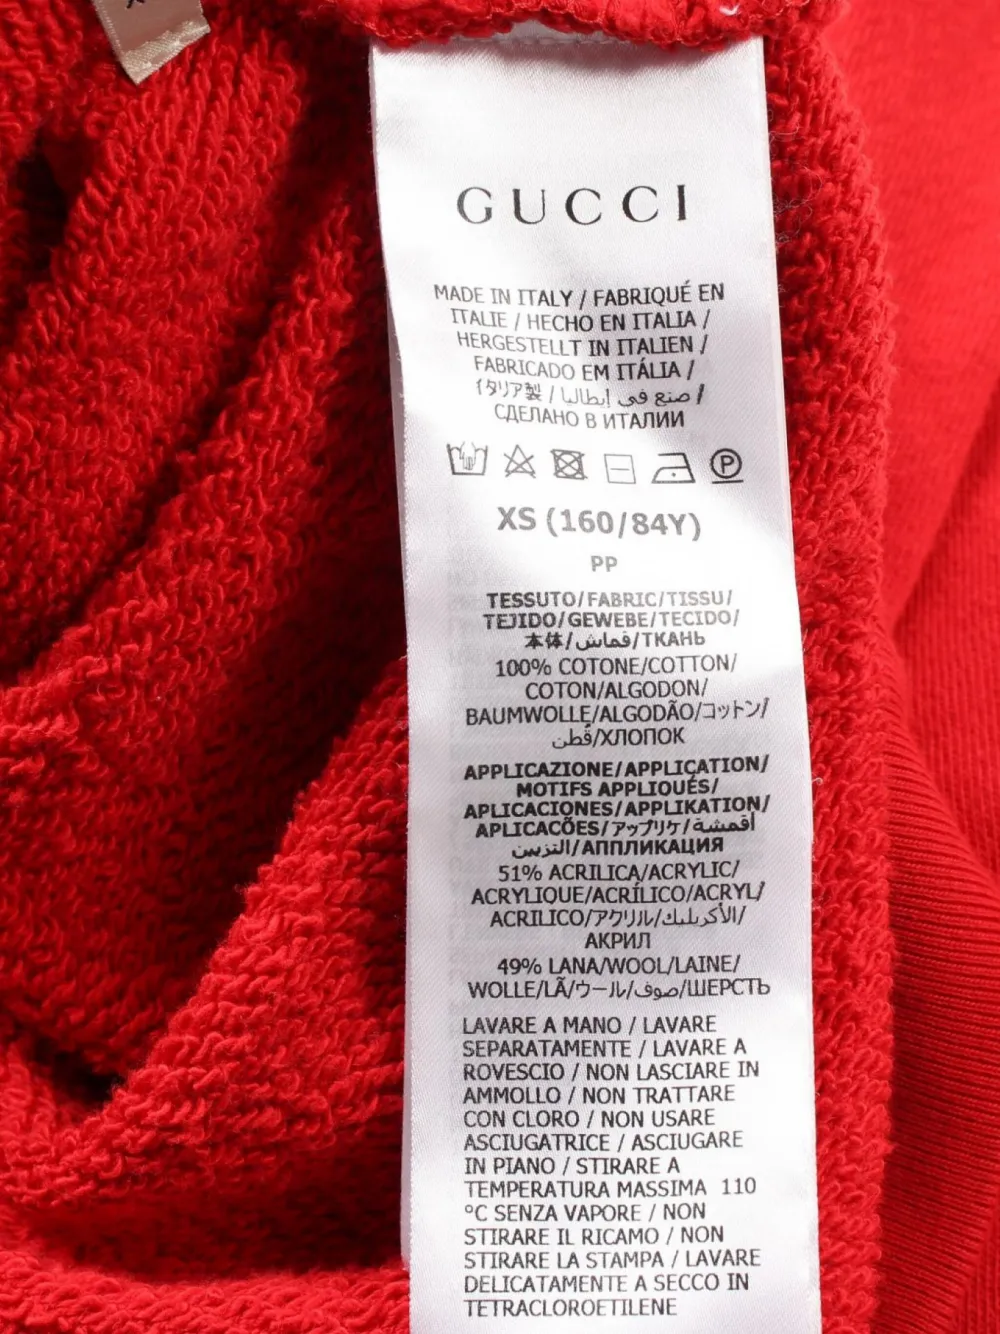 GUCCI
MADE IN ITALY / FABRIQUÉ EN
ITALIE / HECHO EN ITALIA /
HERGESTELLT IN ITALIEN /
FABRICADO EM ITÁLIA /
イタリア製 / صنع في إيطاليا /
СДЕЛАНО В ИТАЛИИ
P
XS (160/84Y)
PP
TESSUTO/FABRIC/TISSU/
TEJIDO/GEWEBE/TECIDO/
本体/قماش/ТКАНЬ
100% COTONE/COTTON/
COTON/ALGODON/
BAUMWOLLE/ALGODÃO/コットン/
قطن/ХЛОПОК
APPLICAZIONE/APPLICATION/
MOTIFS APPLIQUÉS/
APLICACIONES/APPLIKATION/
APLICACÕES/アップリケ/أقمشة
التزيين/АППЛИКАЦИЯ
51% ACRILICA/ACRYLIC/
ACRYLIQUE/ACRÍLICO/ACRYL/
ACRILICO/アクリル/الأكريليك/
АКРИЛ
49% LANA/WOOL/LAINE/
WOLLE/LÃ/ウール/صوف/ШЕРСТЬ
LAVARE A MANO / LAVARE
SEPARATAMENTE / LAVARE A
ROVESCIO / NON LASCIARE IN
AMMOLLO / NON TRATTARE
CON CLORO / NON USARE
ASCIUGATRICE / ASCIUGARE
IN PIANO / STIRARE A
TEMPERATURA MASSIMA 110
°C SENZA VAPORE / NON
STIRARE IL RICAMO / NON
STIRARE LA STAMPA / LAVARE
DELICATAMENTE A SECCO IN
TETRACLOROETILENE